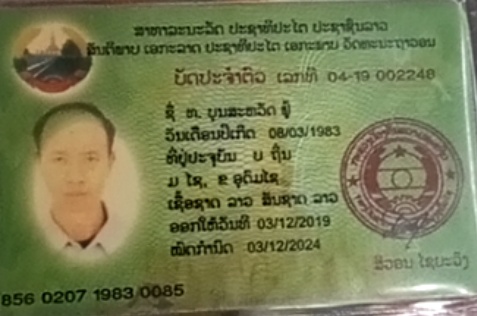 ສາທາລະນະລັດ ປະຊາທິປະໄຕ ປະຊາຊົນລາວ
ສັນຕິພາບ ເອກະລາດ ປະຊາທິປະໄຕ ເອກະພາບ ວັດທະນະຖາວອນ
ບັດປະຈຳຕົວ ເລກທີ 04-19 002248
ຊື່ ທ. ບຸນສະຫວັດ ຢູ່
ວັນເດືອນປີເກີດ 08/03/1983
ທີ່ຢູ່ປະຈຸບັນ ບ ຖິ່ນ
ມ ໄຊ, ຂ ອຸດົມໄຊ
ເຊື້ອຊາດ ລາວ ສັນຊາດ ລາວ
ອອກໃຫ້ວັນທີ 03/12/2019
ໝົດກຳນົດ 03/12/2024
856 0207 1983 0085